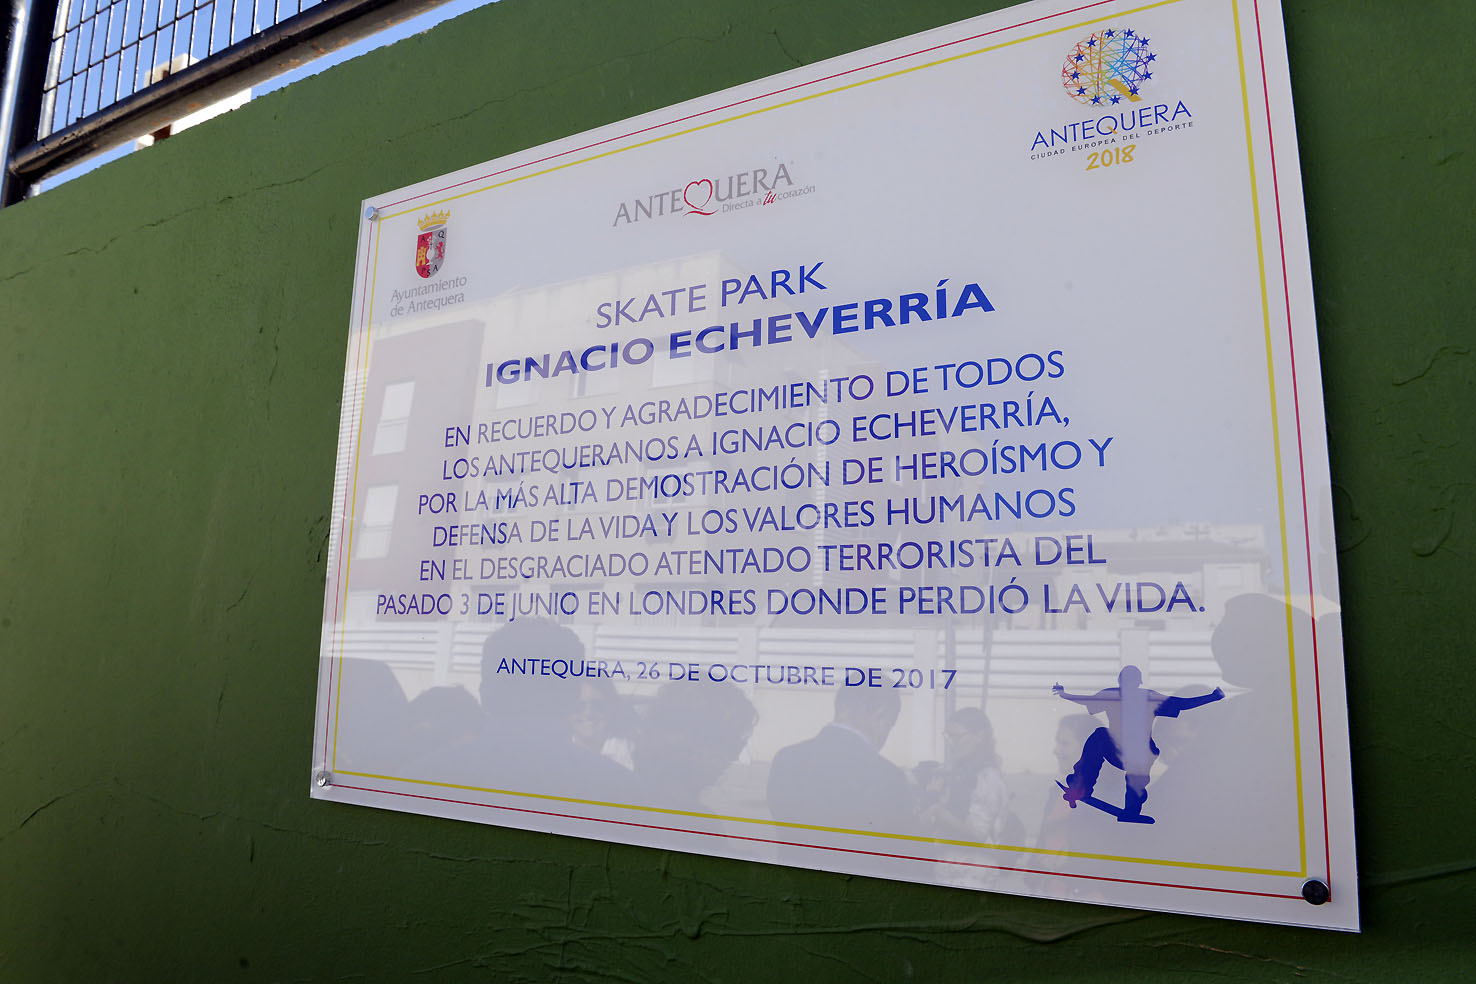 ANTEQUERA
CIUDAD EUROPEA DEL DEPORTE
2018
ANTEQUERA
Directa a tu corazón
A Q
P S A
Ayuntamiento
de Antequera
SKATE PARK
IGNACIO ECHEVERRÍA
EN RECUERDO Y AGRADECIMIENTO DE TODOS
LOS ANTEQUERANOS A IGNACIO ECHEVERRÍA,
POR LA MÁS ALTA DEMOSTRACIÓN DE HEROÍSMO Y
DEFENSA DE LA VIDA Y LOS VALORES HUMANOS
EN EL DESGRACIADO ATENTADO TERRORISTA DEL
PASADO 3 DE JUNIO EN LONDRES DONDE PERDIÓ LA VIDA.
ANTEQUERA, 26 DE OCTUBRE DE 2017